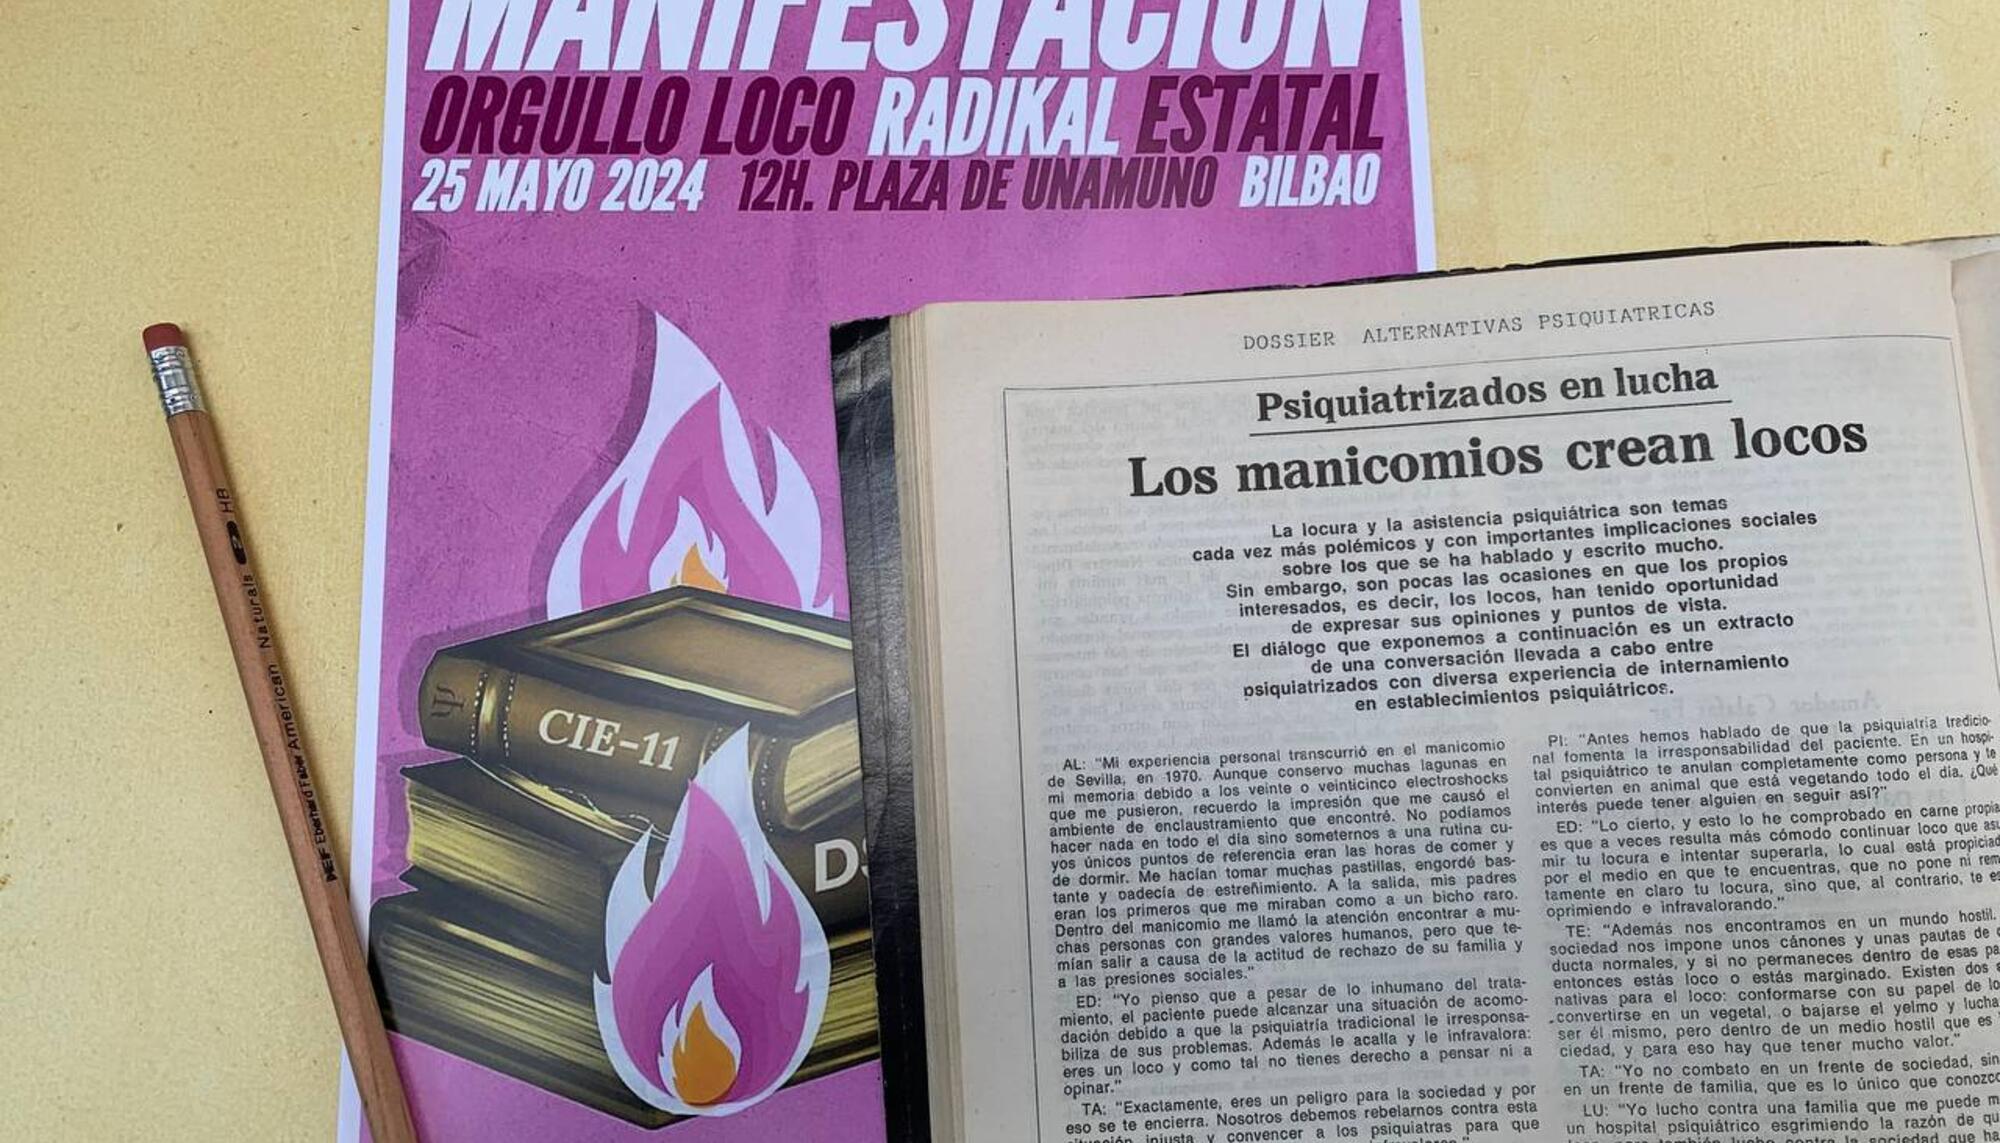 MANIFESTACIÓN
ORGULLO LOCO RADIKAL ESTATAL
25 MAYO 2024 12H. PLAZA DE UNAMUNO BILBAO
CIE-11
Ψ
HB
2
NEF Eberhard Faber American Naturals
DOSSIER ALTERNATIVAS PSIQUIATRICAS
Psiquiatrizados en lucha
Los manicomios crean locos
La locura y la asistencia psiquiátrica son temas
cada vez más polémicos y con importantes implicaciones sociales
sobre los que se ha hablado y escrito mucho.
Sin embargo, son pocas las ocasiones en que los propios
interesados, es decir, los locos, han tenido oportunidad
de expresar sus opiniones y puntos de vista.
El diálogo que exponemos a continuación es un extracto
de una conversación llevada a cabo entre
psiquiatrizados con diversa experiencia de internamiento
en establecimientos psiquiátricos.
AL: “Mi experiencia personal transcurrió en el manicomio
de Sevilla, en 1970. Aunque conservo muchas lagunas en
mi memoria debido a los veinte o veinticinco electroshocks
que me pusieron, recuerdo la impresión que me causó el
ambiente de enclaustramiento que encontré. No podíamos
hacer nada en todo el día sino someternos a una rutina cu-
yos únicos puntos de referencia eran las horas de comer y
de dormir. Me hacían tomar muchas pastillas, engordé bas-
tante y padecía de estreñimiento. A la salida, mis padres
eran los primeros que me miraban como a un bicho raro.
Dentro del manicomio me llamó la atención encontrar a mu-
chas personas con grandes valores humanos, pero que te-
mían salir a causa de la actitud de rechazo de su familia y
a las presiones sociales.”
ED: “Yo pienso que a pesar de lo inhumano del trata-
miento, el paciente puede alcanzar una situación de acomo-
dación debido a que la psiquiatría tradicional le irresponsa-
biliza de sus problemas. Además le acalla y le infravalora:
eres un loco y como tal no tienes derecho a pensar ni a
opinar.”
TA: “Exactamente, eres un peligro para la sociedad y por
eso se te encierra. Nosotros debemos rebelarnos contra esta
situación injusta y convencer a los psiquiatras para que
PI: “Antes hemos hablado de que la psiquiatría tradicio-
nal fomenta la irresponsabilidad del paciente. En un hospi-
tal psiquiátrico te anulan completamente como persona y te
convierten en animal que está vegetando todo el día. ¿Qué
interés puede tener alguien en seguir así?”
ED: “Lo cierto, y esto lo he comprobado en carne propia
es que a veces resulta más cómodo continuar loco que asu
mir tu locura e intentar superarla, lo cual está propiciad
por el medio en que te encuentras, que no pone ni rem
tamente en claro tu locura, sino que, al contrario, te es
oprimiendo e infravalorando.”
TE: “Además nos encontramos en un mundo hostil.
sociedad nos impone unos cánones y unas pautas de
ducta normales, y si no permaneces dentro de esas pa
entonces estás loco o estás marginado. Existen dos
nativas para el loco: conformarse con su papel de lo
convertirse en un vegetal, o bajarse el yelmo y lucha
ser él mismo, pero dentro de un medio hostil que es
ciedad, y para eso hay que tener mucho valor.”
TA: “Yo no combato en un frente de sociedad, sin
en un frente de familia, que es lo único que conozc
LU: “Yo lucho contra una familia que me puede m
un hospital psiquiátrico esgrimiendo la razón de qu